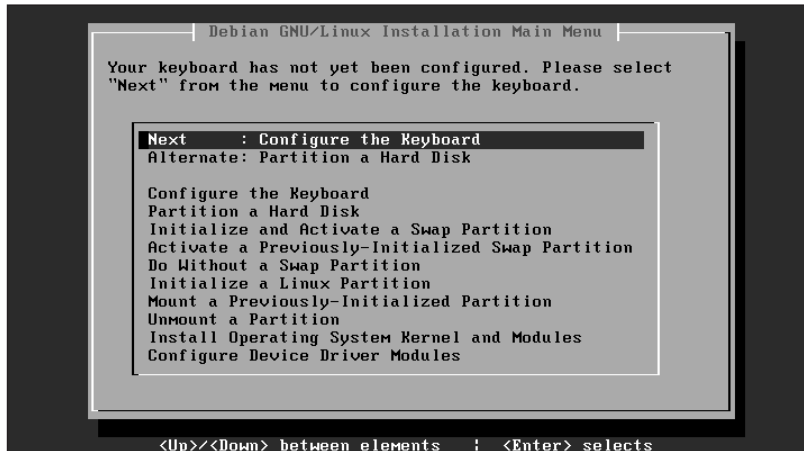 Debian GNU/Linux Installation Main Menu
Your keyboard has not yet been configured. Please select
"Next" from the menu to configure the keyboard.
Next     : Configure the Keyboard
Alternate: Partition a Hard Disk
Configure the Keyboard
Partition a Hard Disk
Initialize and Activate a Swap Partition
Activate a Previously-Initialized Swap Partition
Do Without a Swap Partition
Initialize a Linux Partition
Mount a Previously-Initialized Partition
Unmount a Partition
Install Operating System Kernel and Modules
Configure Device Driver Modules
<Up>/<Down> between elements   ¦  <Enter> selects